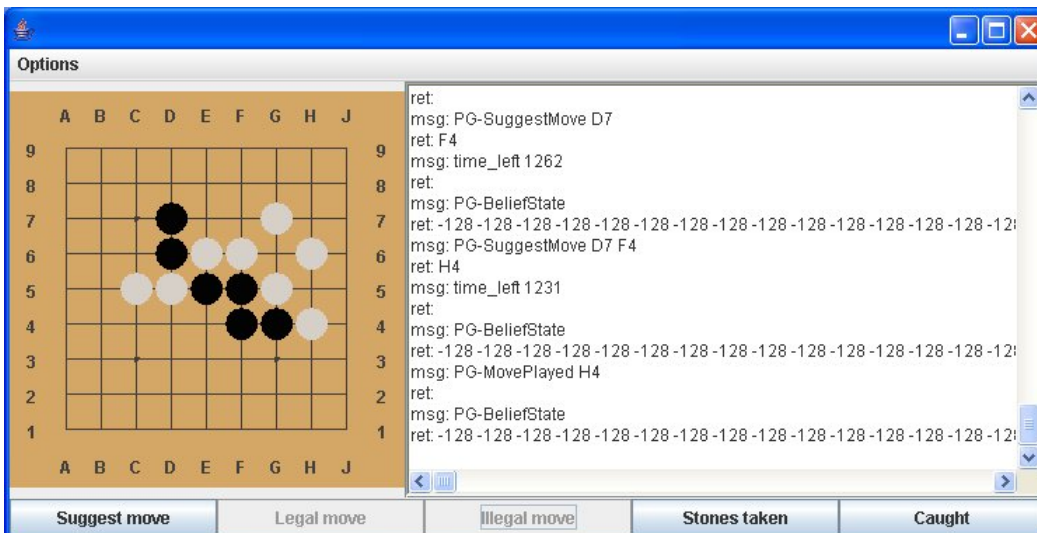 Options
A B C D E F G H J
9 9
8 8
7 7
6 6
5 5
4 4
3 3
2 2
1 1
A B C D E F G H J
ret:
msg: PG-SuggestMove D7
ret: F4
msg: time_left 1262
ret:
msg: PG-BeliefState
ret: -128 -128 -128 -128 -128 -128 -128 -128 -128 -128 -128 -128 -128 -128
msg: PG-SuggestMove D7 F4
ret: H4
msg: time_left 1231
ret:
msg: PG-BeliefState
ret: -128 -128 -128 -128 -128 -128 -128 -128 -128 -128 -128 -128 -128 -12
msg: PG-MovePlayed H4
ret:
msg: PG-BeliefState
ret: -128 -128 -128 -128 -128 -128 -128 -128 -128 -128 -128 -128 -128 -12
Suggest move Legal move Illegal move Stones taken Caught